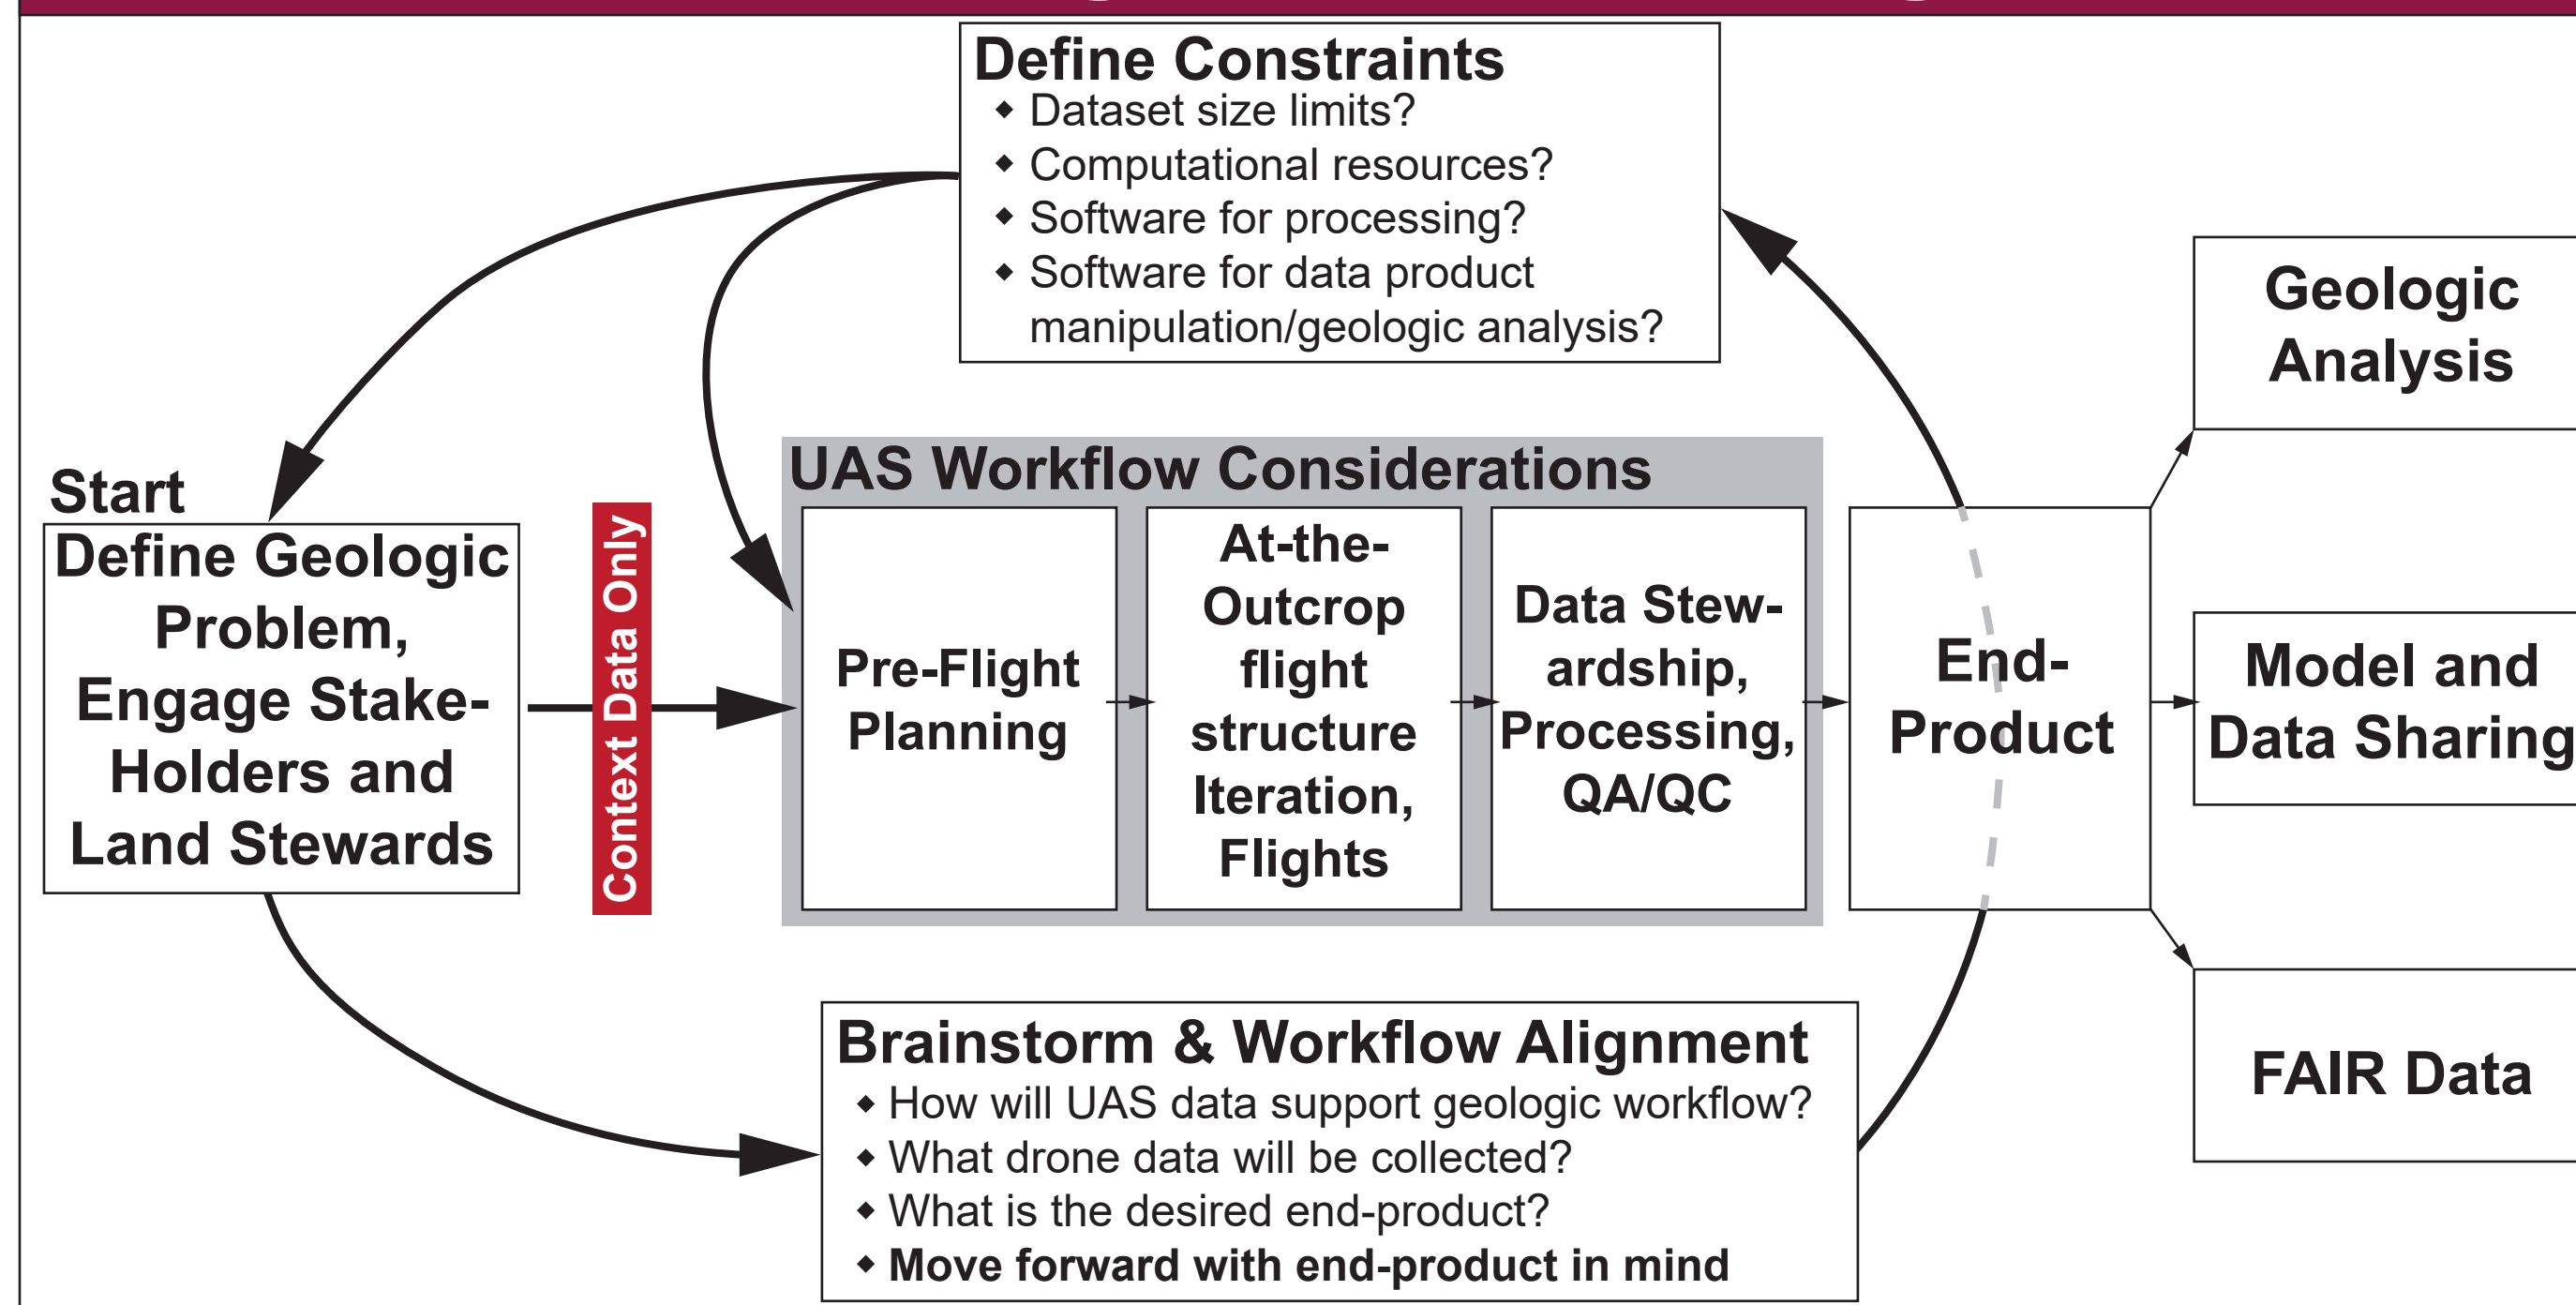 Define Constraints
◆ Dataset size limits?
◆ Computational resources?
◆ Software for processing?
◆ Software for data product
manipulation/geologic analysis?
Start
Define Geologic
Problem,
Engage Stake-
Holders and
Land Stewards
Context Data Only
UAS Workflow Considerations
Pre-Flight
Planning
At-the-
Outcrop
flight
structure
Iteration,
Flights
Data Stew-
ardship,
Processing,
QA/QC
End-
Product
Geologic
Analysis
Model and
Data Sharing
FAIR Data
Brainstorm & Workflow Alignment
◆ How will UAS data support geologic workflow?
◆ What drone data will be collected?
◆ What is the desired end-product?
◆ Move forward with end-product in mind